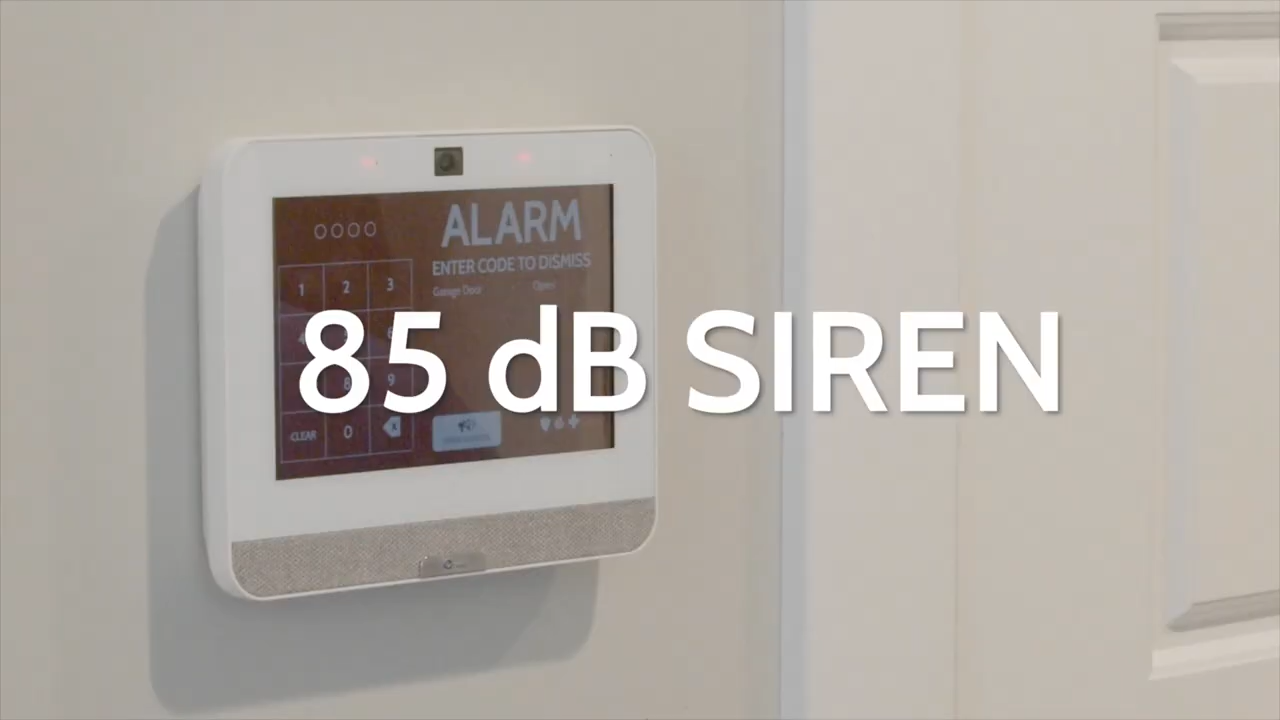 ALARM
ENTER CODE TO DISMISS
Garage Door Open
1 2 3
85 dB SIREN
8 9
CLEAR 0 X